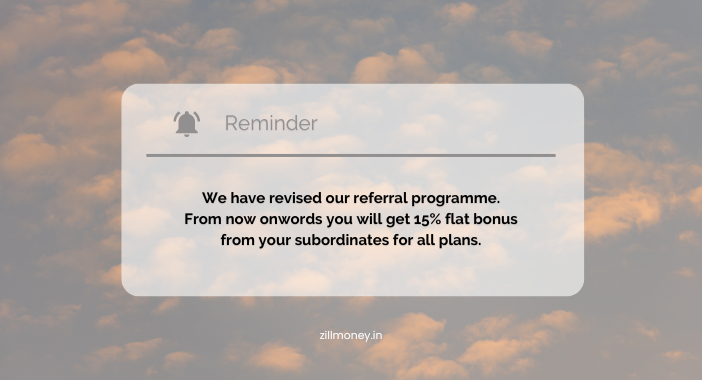 Reminder
We have revised our referral programme.
From now onwords you will get 15% flat bonus
from your subordinates for all plans.
zillmoney.in